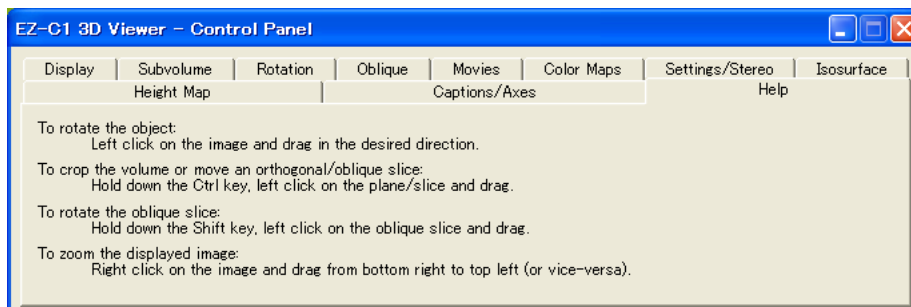 EZ-C1 3D Viewer - Control Panel
Display Subvolume Rotation Oblique Movies Color Maps Settings/Stereo Isosurface
Height Map Captions/Axes Help
To rotate the object:
Left click on the image and drag in the desired direction.
To crop the volume or move an orthogonal/oblique slice:
Hold down the Ctrl key, left click on the plane/slice and drag.
To rotate the oblique slice:
Hold down the Shift key, left click on the oblique slice and drag.
To zoom the displayed image:
Right click on the image and drag from bottom right to top left (or vice-versa).